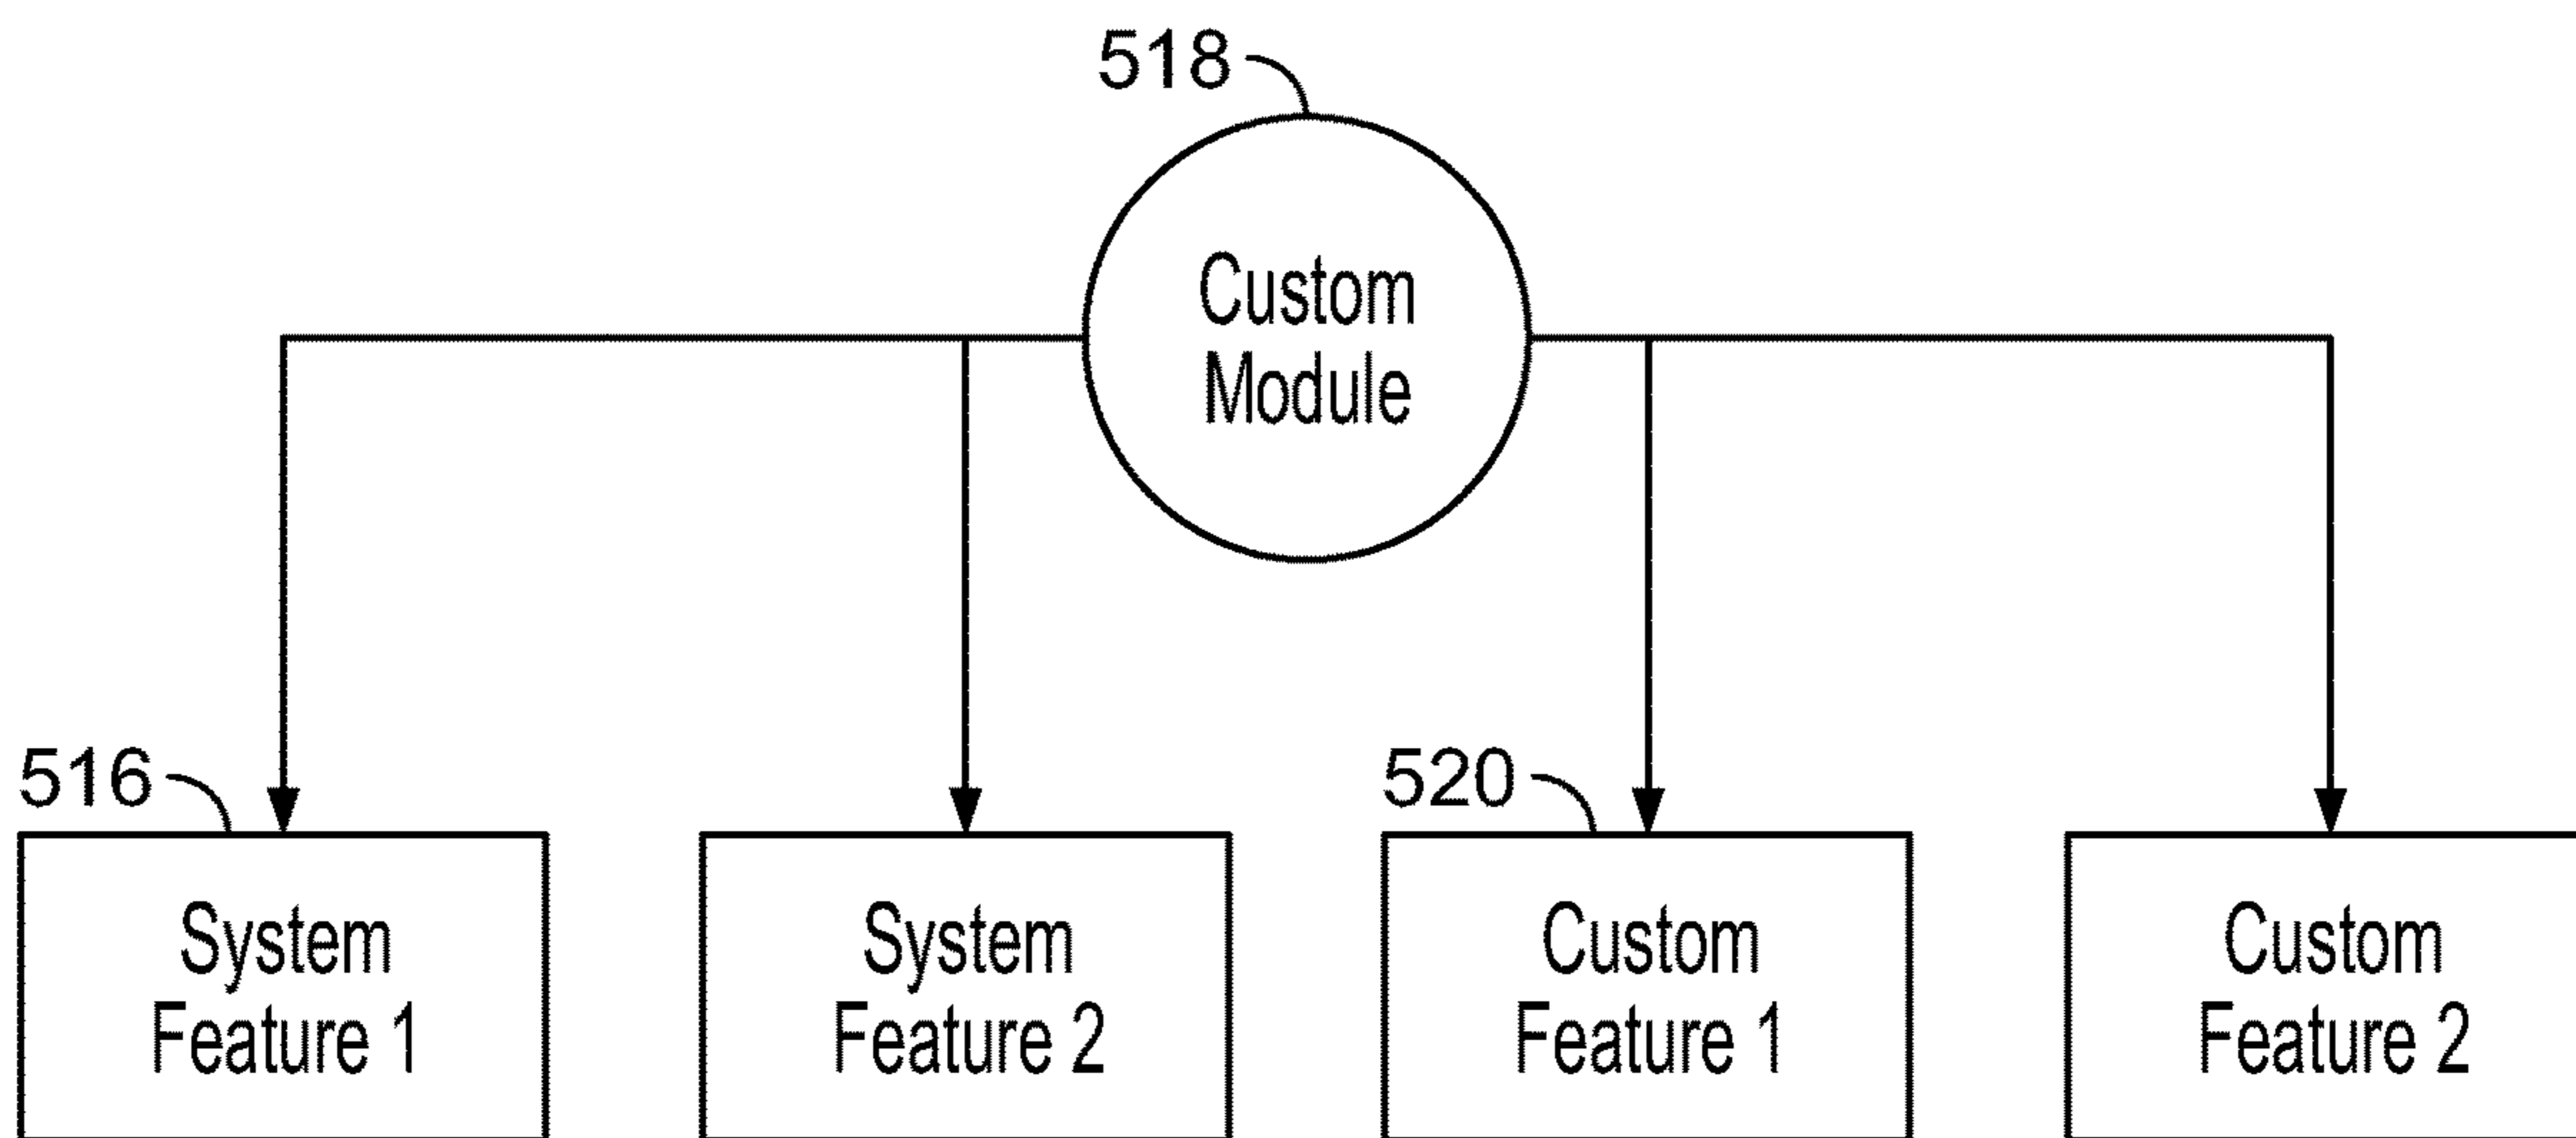 518
Custom
Module
516
520
System
Feature 1
System
Feature 2
Custom
Feature 1
Custom
Feature 2